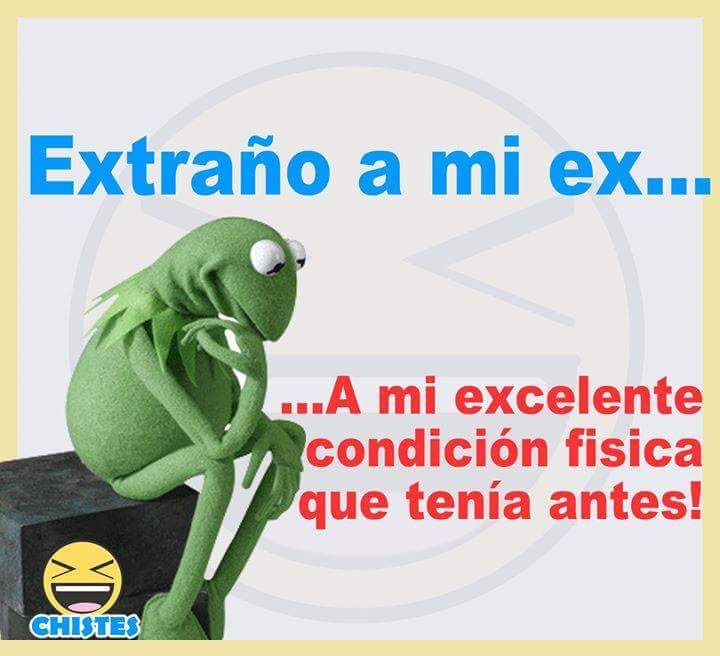 Extraño a mi ex...
...A mi excelente
condición fisica
que tenía antes!
CHISTES